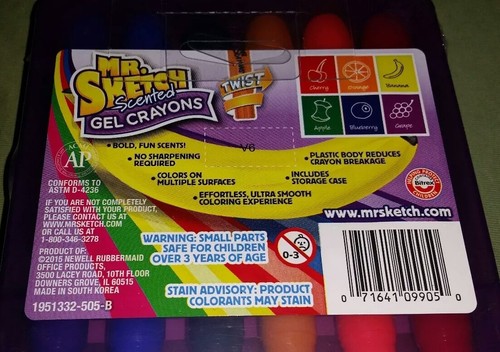 MR.
SKETCH
Scented
GEL CRAYONS
TWIST
Cherry
Orange
Banana
Apple
Blueberry
Grape
V6
• BOLD, FUN SCENTS!
• NO SHARPENING
REQUIRED
• PLASTIC BODY REDUCES
CRAYON BREAKAGE
• COLORS ON
MULTIPLE SURFACES
• INCLUDES
STORAGE CASE
• EFFORTLESS, ULTRA SMOOTH
COLORING EXPERIENCE
AP
CONFORMS TO
ASTM D-4236
Bitrex
www.mrsketch.com
IF YOU ARE NOT COMPLETELY
SATISFIED WITH YOUR PRODUCT,
PLEASE CONTACT US AT
WWW.MRSKETCH.COM
OR CALL US AT
1-800-346-3278
PRODUCT OF:
©2015 NEWELL RUBBERMAID
OFFICE PRODUCTS,
3500 LACEY ROAD, 10TH FLOOR
DOWNERS GROVE, IL 60515
MADE IN SOUTH KOREA
1951332-505-B
WARNING: SMALL PARTS
SAFE FOR CHILDREN
OVER 3 YEARS OF AGE
0-3
STAIN ADVISORY: PRODUCT
COLORANTS MAY STAIN
0 71641 09905 0